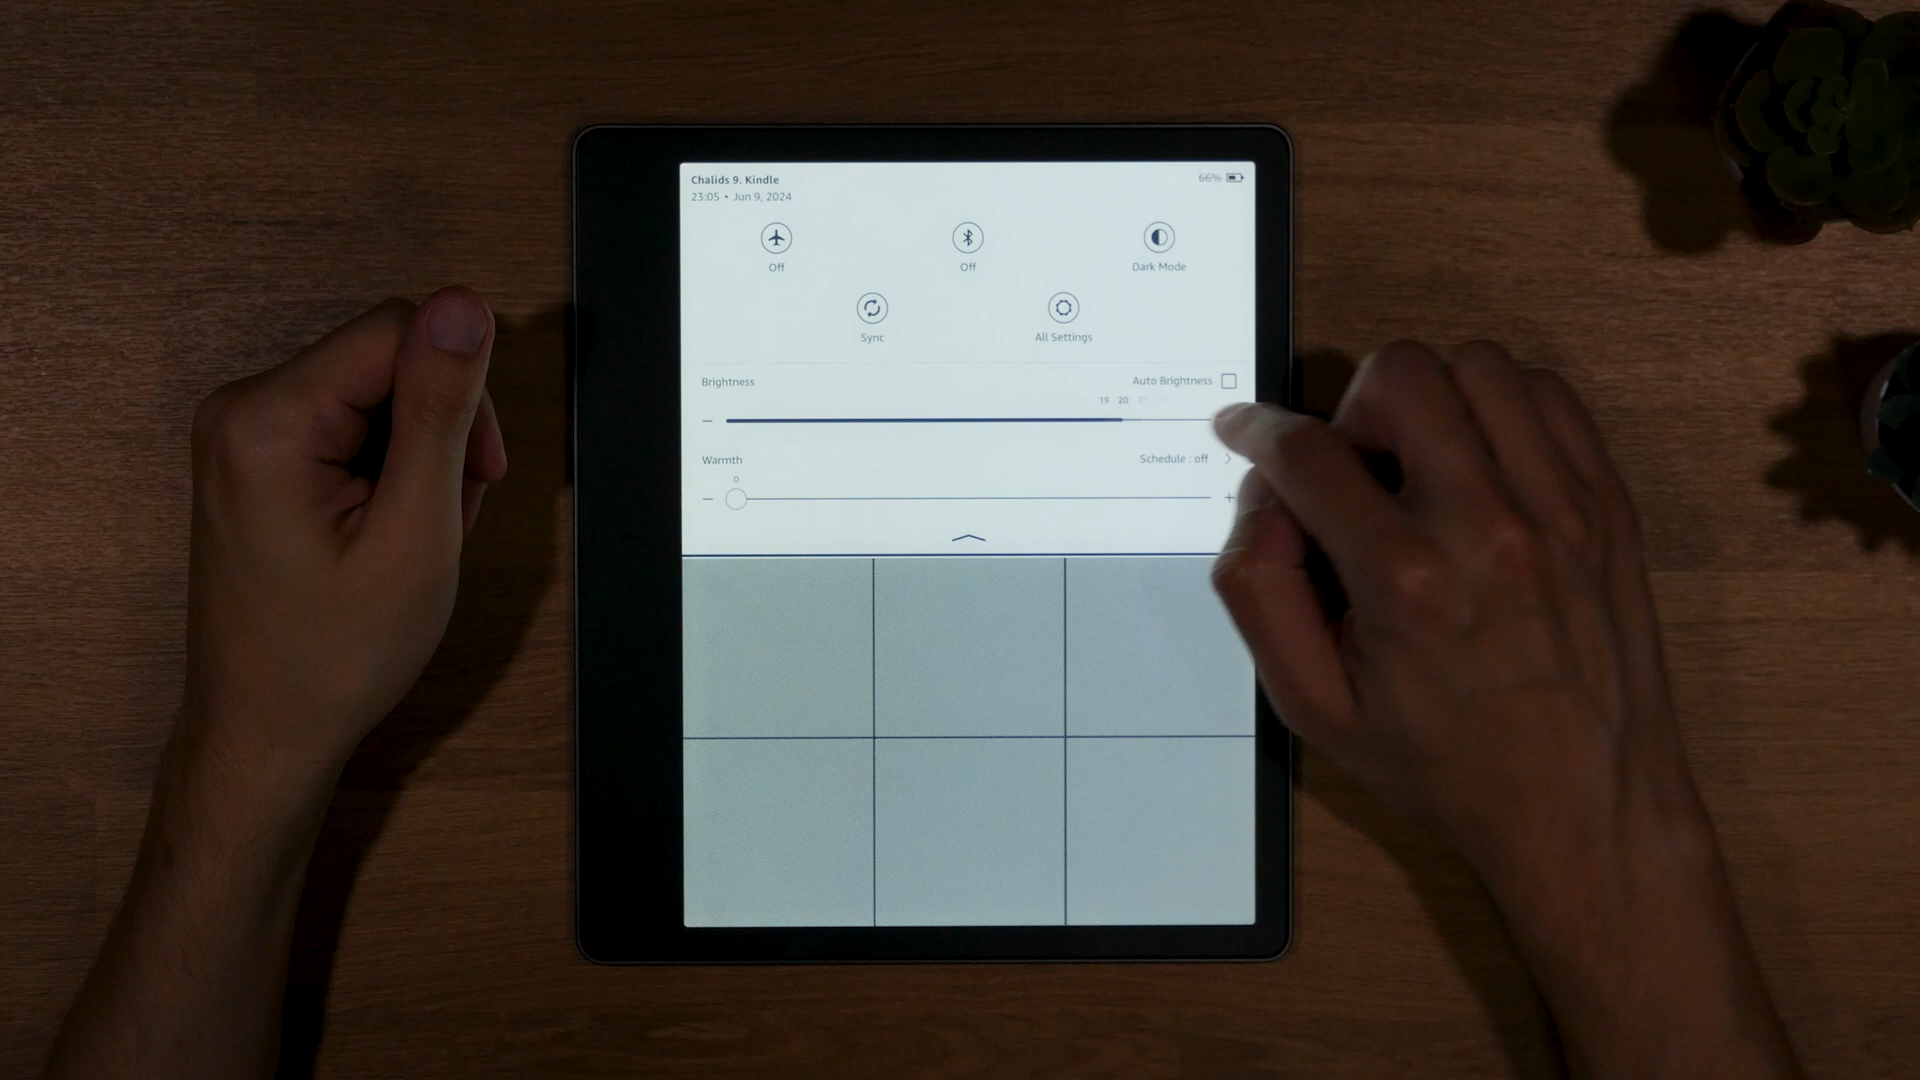 Chalids 9. Kindle
66%
23:05 • Jun 9, 2024
Off
Off
Dark Mode
Sync
All Settings
Brightness
Auto Brightness
19 20
Warmth
Schedule : off
0